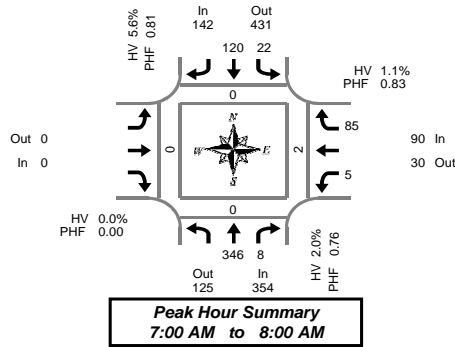 In Out
142 431
HV 5.6%
PHF 0.81
120 22
HV 1.1%
PHF 0.83
0
85
N
Out 0
0
W E
2
90 In
In 0
30 Out
S
5
HV 0.0%
PHF 0.00
0
346 8
HV 2.0%
PHF 0.76
Out In
125 354
Peak Hour Summary
7:00 AM to 8:00 AM